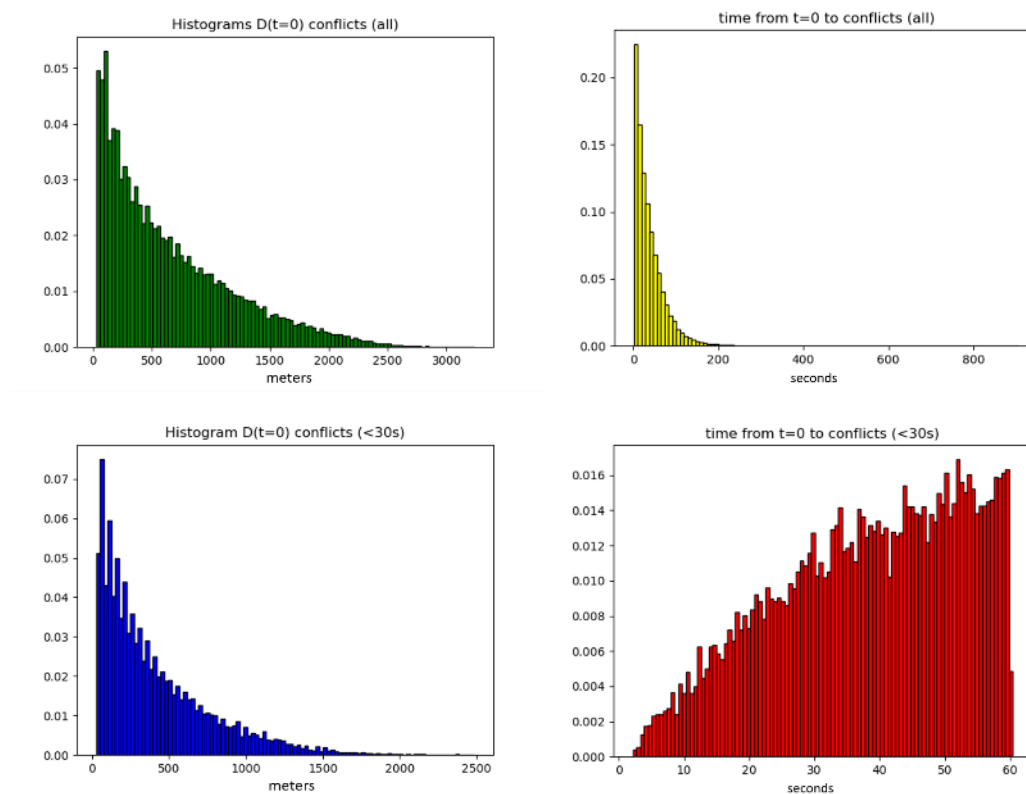 Histograms D(t=0) conflicts (all)
0.05
0.04
0.03
0.02
0.01
0.00
0 500 1000 1500 2000 2500 3000
meters
time from t=0 to conflicts (all)
0.20
0.15
0.10
0.05
0.00
0 200 400 600 800
seconds
Histogram D(t=0) conflicts (<30s)
0.07
0.06
0.05
0.04
0.03
0.02
0.01
0.00
0 500 1000 1500 2000 2500
meters
time from t=0 to conflicts (<30s)
0.016
0.014
0.012
0.010
0.008
0.006
0.004
0.002
0.000
0 10 20 30 40 50 60
seconds